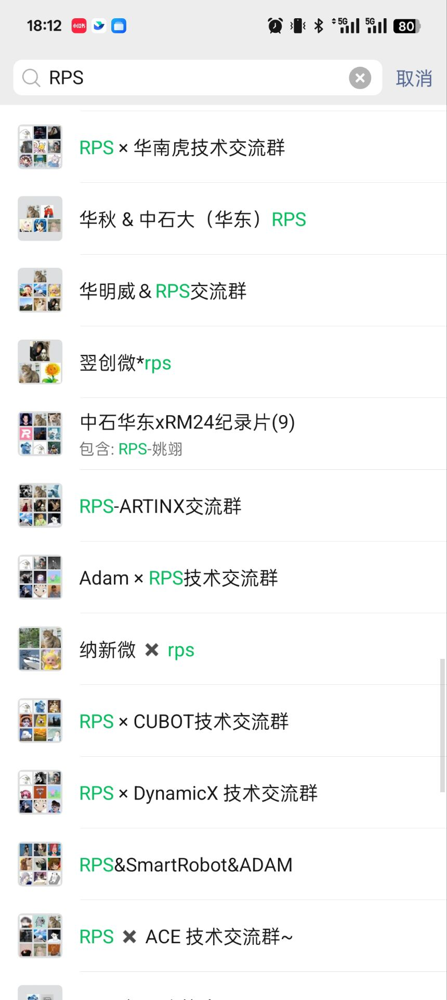 18:12
小红书
5G
5G
80
RPS
取消
RPS × 华南虎技术交流群
华秋 & 中石大（华东）RPS
华明威&RPS交流群
翌创微*rps
中石华东xRM24纪录片(9)
包含: RPS-姚翊
RPS-ARTINX交流群
Adam × RPS技术交流群
纳新微 ✖ rps
RPS × CUBOT技术交流群
RPS × DynamicX 技术交流群
RPS&SmartRobot&ADAM
RPS ✖ ACE 技术交流群~